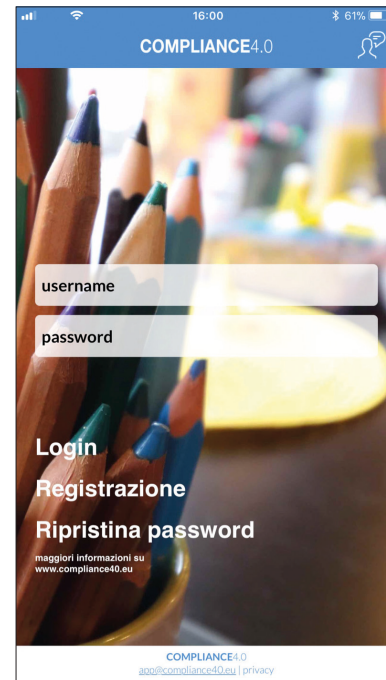 16:00
61%
COMPLIANCE4.0
username
password
Login
Registrazione
Ripristina password
maggiori informazioni su
www.compliance40.eu
COMPLIANCE4.0
app@compliance40.eu | privacy